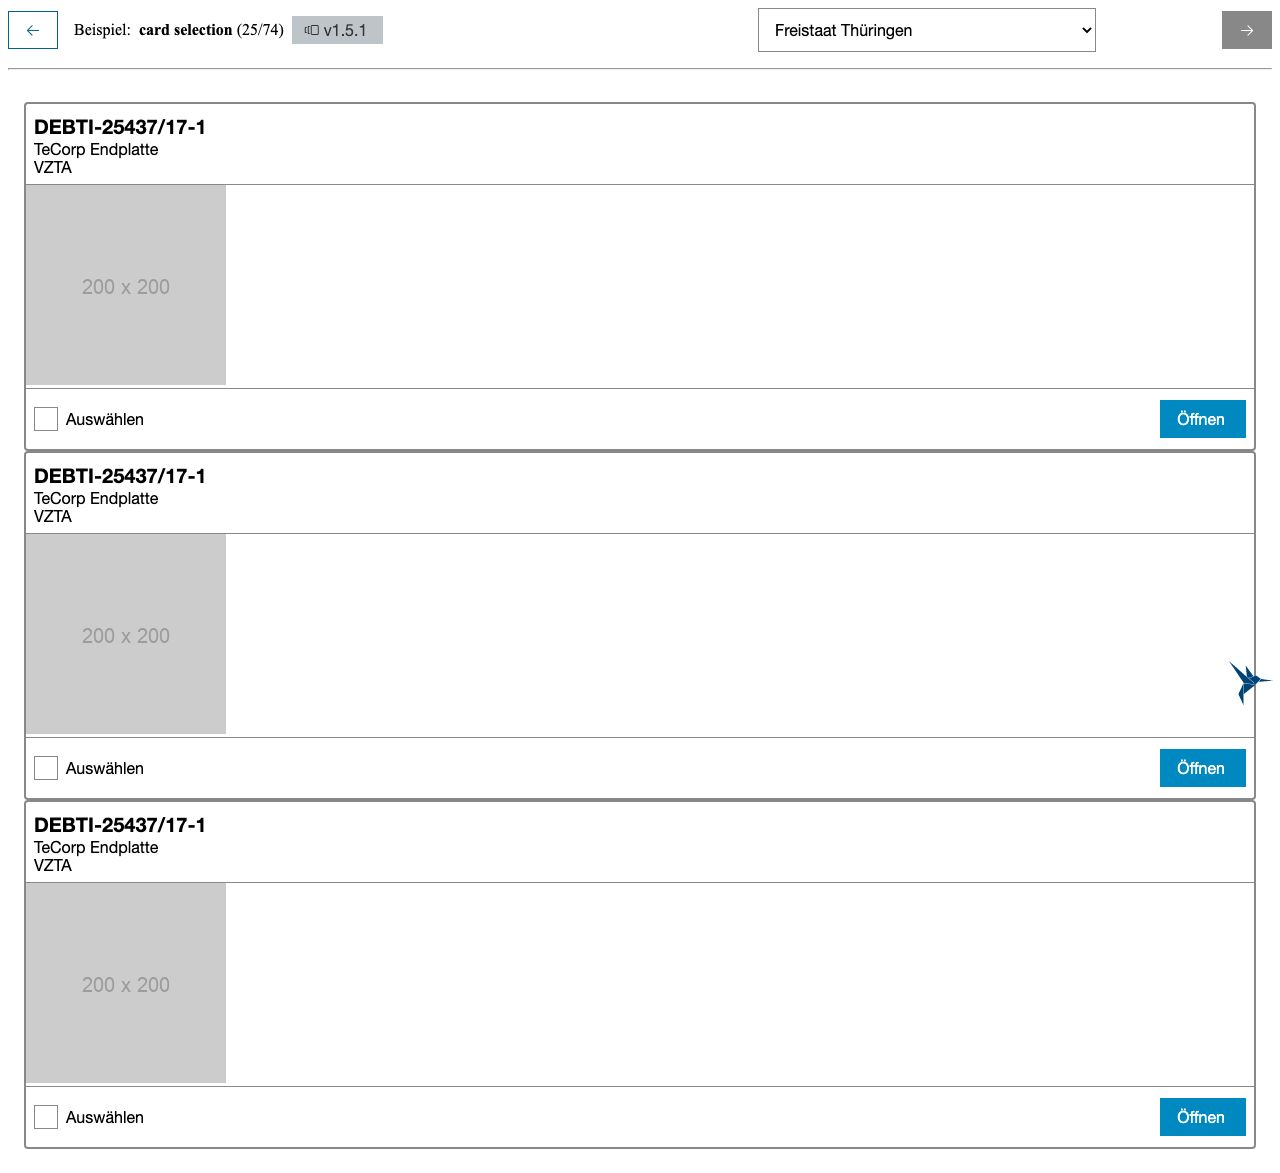 Beispiel: card selection (25/74) v1.5.1 Freistaat Thüringen
DEBTI-25437/17-1
TeCorp Endplatte
VZTA
200 x 200
Auswählen Öffnen
DEBTI-25437/17-1
TeCorp Endplatte
VZTA
200 x 200
Auswählen Öffnen
DEBTI-25437/17-1
TeCorp Endplatte
VZTA
200 x 200
Auswählen Öffnen